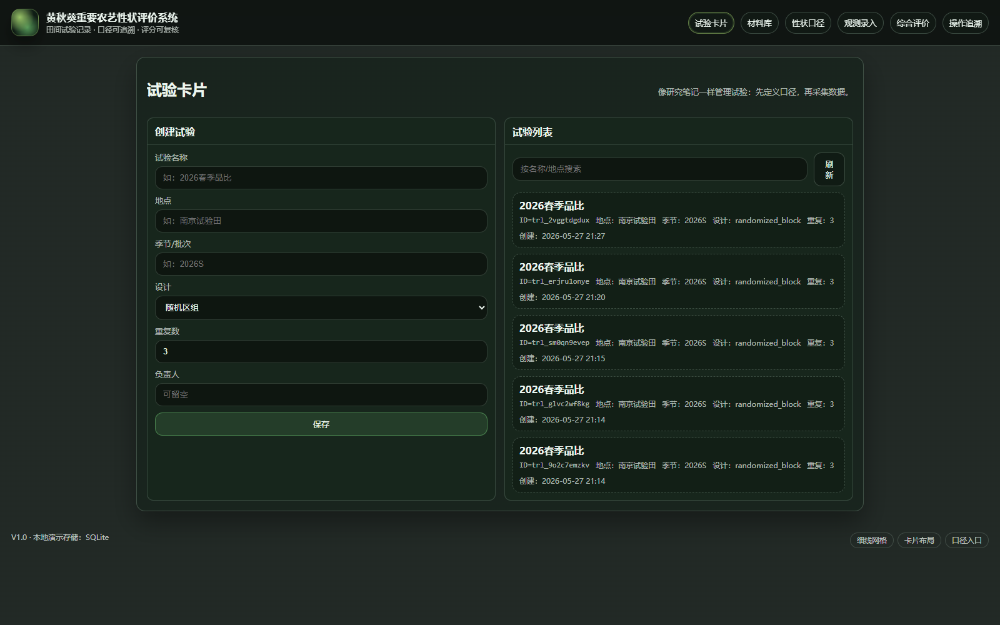 黄秋葵重要农艺性状评价系统
田间试验记录 · 口径可追溯 · 评分可复核
试验卡片
材料库
性状口径
观测录入
综合评价
操作追溯
试验卡片
像研究笔记一样管理试验：先定义口径，再采集数据。
创建试验
试验名称
如：2026春季品比
地点
如：南京试验田
季节/批次
如：2026S
设计
随机区组
重复数
3
负责人
可留空
保存
试验列表
按名称/地点搜索
刷新
2026春季品比
ID=trl_2vggtdgdux 地点：南京试验田 季节：2026S 设计：randomized_block 重复：3
创建：2026-05-27 21:27
2026春季品比
ID=trl_erjru1onye 地点：南京试验田 季节：2026S 设计：randomized_block 重复：3
创建：2026-05-27 21:20
2026春季品比
ID=trl_sm0qn9evep 地点：南京试验田 季节：2026S 设计：randomized_block 重复：3
创建：2026-05-27 21:15
2026春季品比
ID=trl_glvc2wf8kg 地点：南京试验田 季节：2026S 设计：randomized_block 重复：3
创建：2026-05-27 21:14
2026春季品比
ID=trl_9o2c7emzkv 地点：南京试验田 季节：2026S 设计：randomized_block 重复：3
创建：2026-05-27 21:14
V1.0 · 本地演示存储：SQLite
细线网格
卡片布局
口径入口